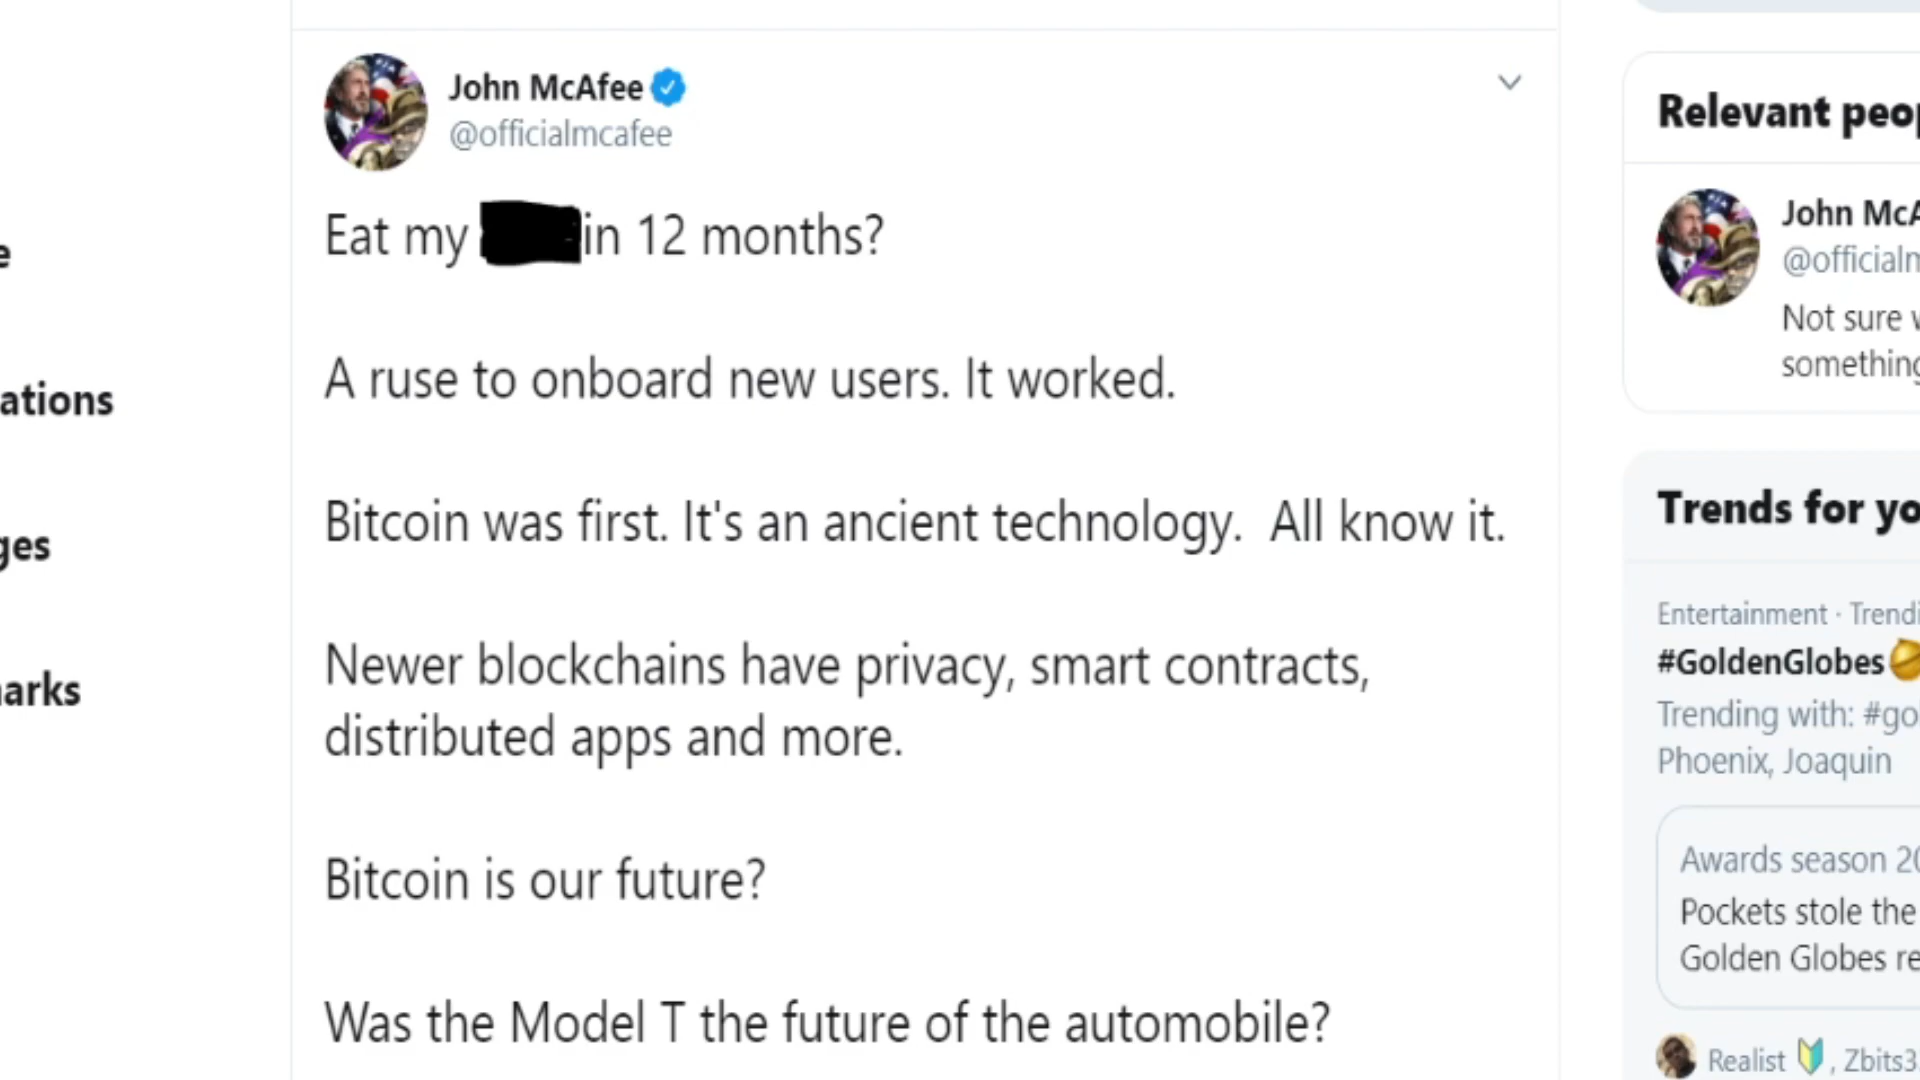 John McAfee
@officialmcafee
Eat my in 12 months?
A ruse to onboard new users. It worked.
Bitcoin was first. It's an ancient technology.  All know it.
Newer blockchains have privacy, smart contracts,
distributed apps and more.
Bitcoin is our future?
Was the Model T the future of the automobile?
e
ations
ges
arks
Relevant peop
John McA
@officialm
Not sure w
something
Trends for yo
Entertainment · Trendi
#GoldenGlobes
Trending with: #go
Phoenix, Joaquin
Awards season 20
Pockets stole the
Golden Globes re
Realist 🔰, Zbits3